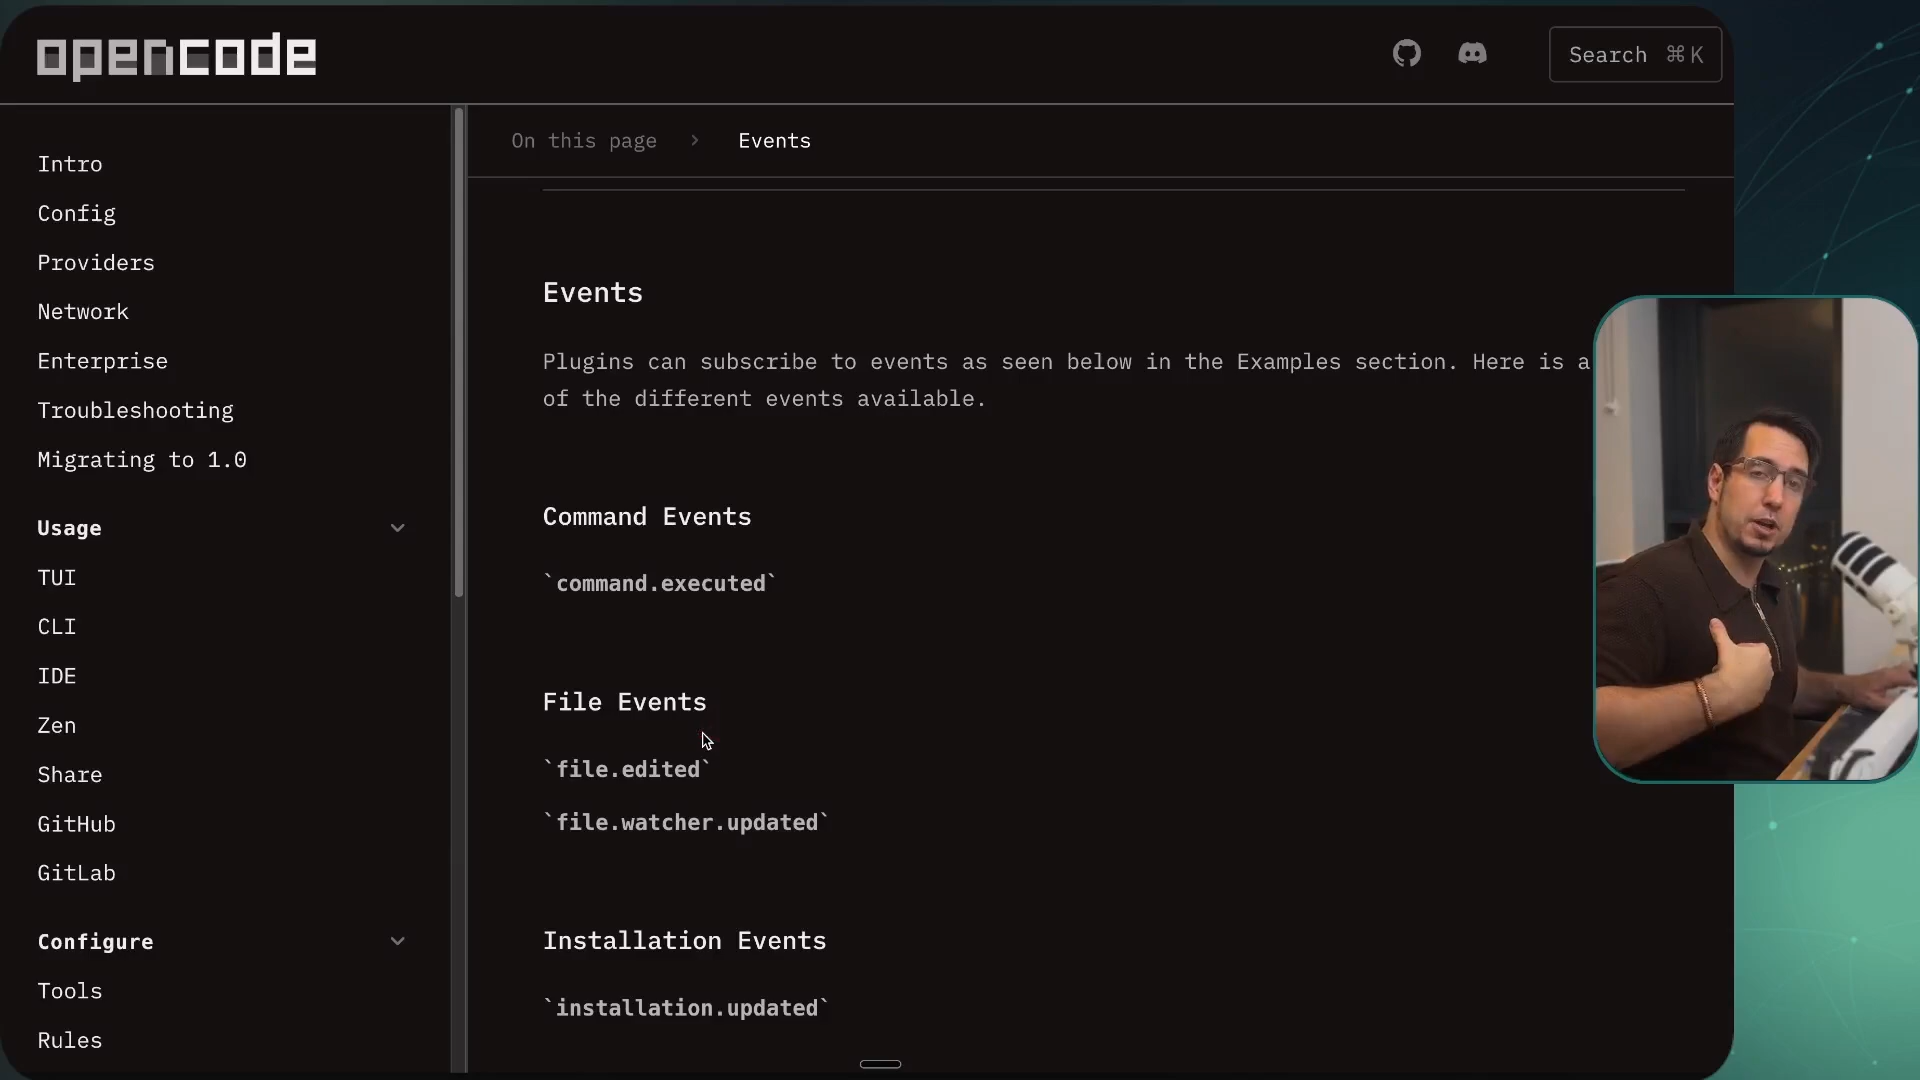 opencode
Search ⌘K
Intro
Config
Providers
Network
Enterprise
Troubleshooting
Migrating to 1.0
Usage
TUI
CLI
IDE
Zen
Share
GitHub
GitLab
Configure
Tools
Rules
On this page > Events
Events
Plugins can subscribe to events as seen below in the Examples section. Here is a
of the different events available.
Command Events
`command.executed`
File Events
`file.edited`
`file.watcher.updated`
Installation Events
`installation.updated`